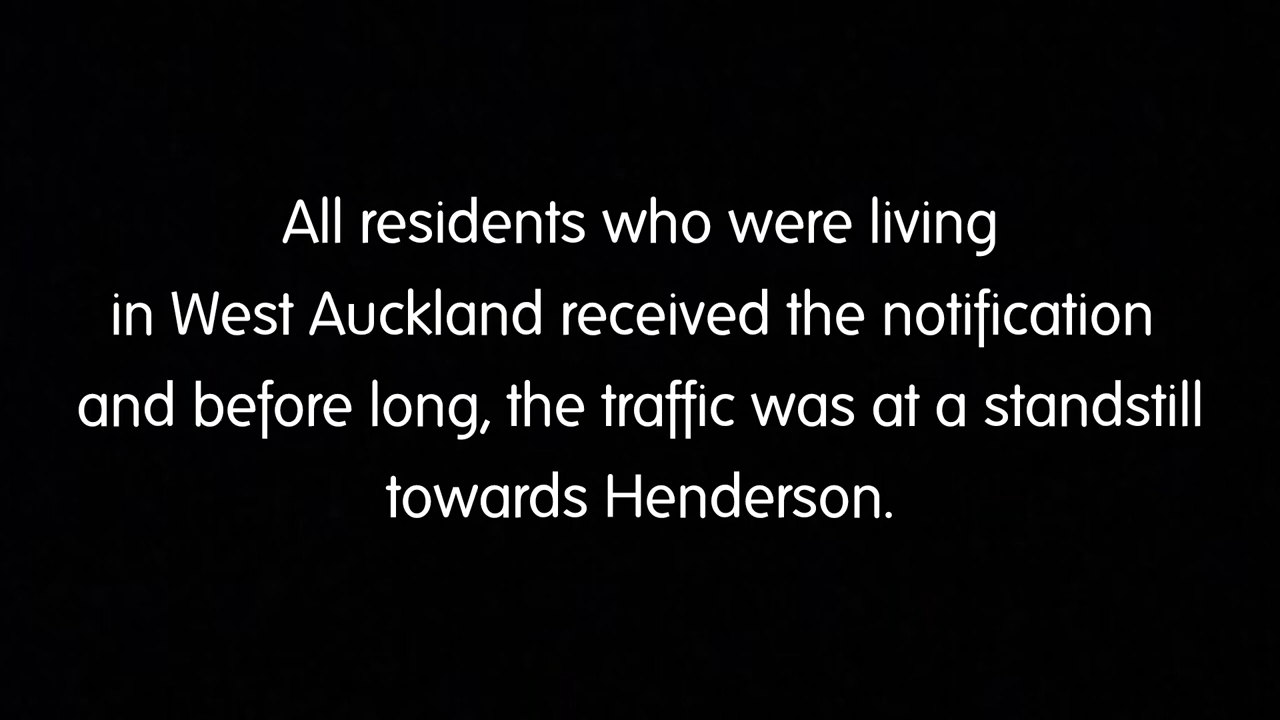 All residents who were living
in West Auckland received the notification
and before long, the traffic was at a standstill
towards Henderson.